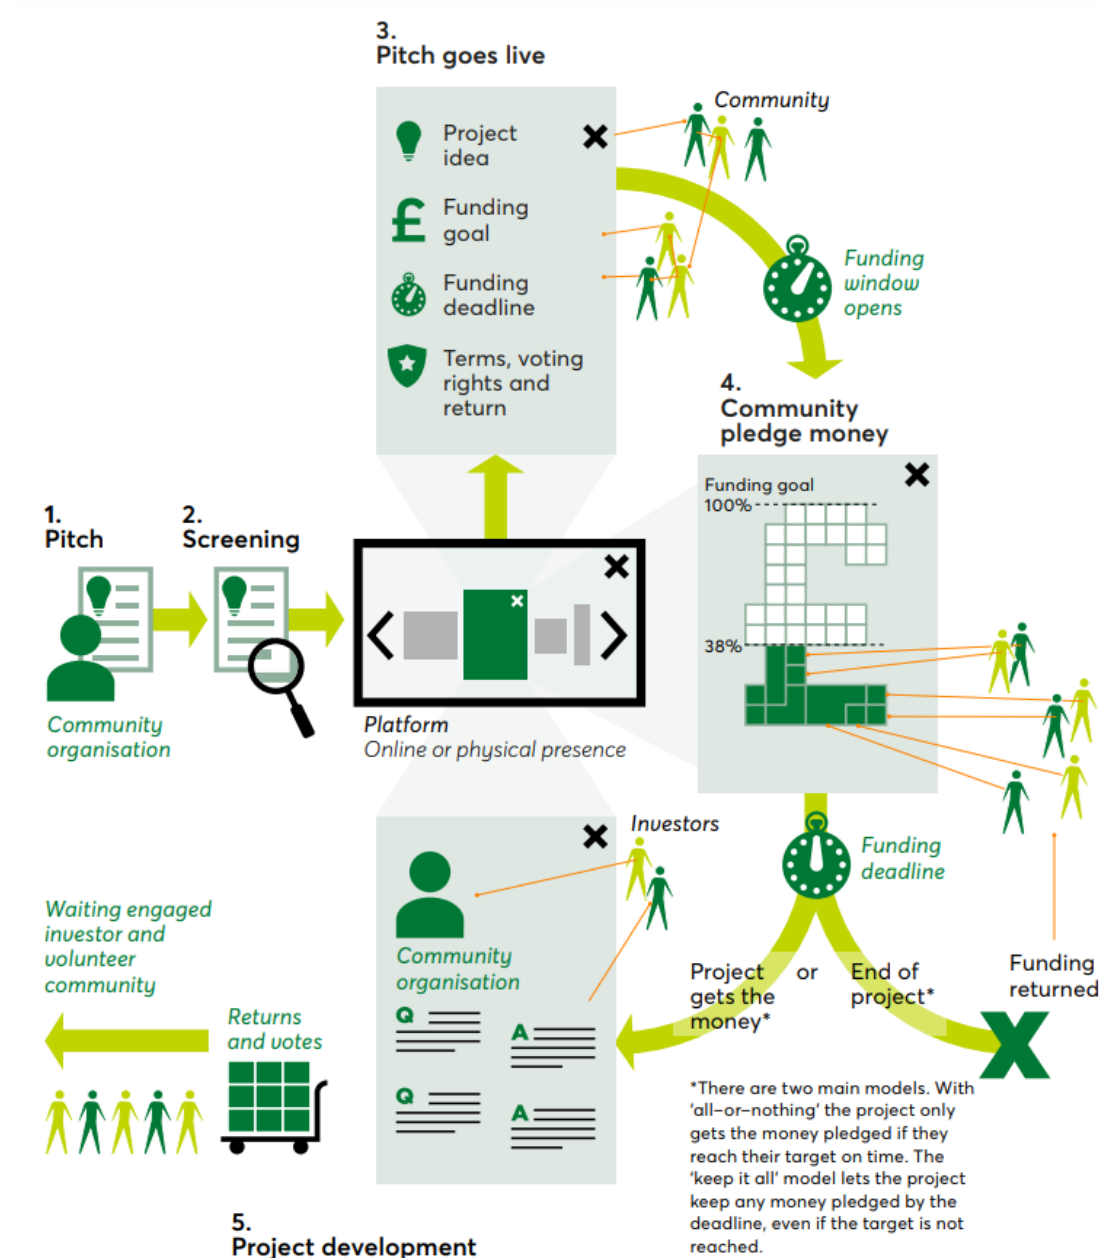 3.
Pitch goes live
Community
Project
idea
Funding
goal
Funding
deadline
Terms, voting
rights and
return
Funding
window
opens
4.
Community
pledge money
Funding goal
100%
38%
1.
Pitch
2.
Screening
Community
organisation
Platform
Online or physical presence
Investors
Funding
deadline
Community
organisation
Q
A
Q
A
Project
gets the
money*
or
End of
project*
Funding
returned
Waiting engaged
investor and
volunteer
community
Returns
and votes
*There are two main models. With
'all–or–nothing' the project only
gets the money pledged if they
reach their target on time. The
'keep it all' model lets the project
keep any money pledged by the
deadline, even if the target is not
reached.
5.
Project development